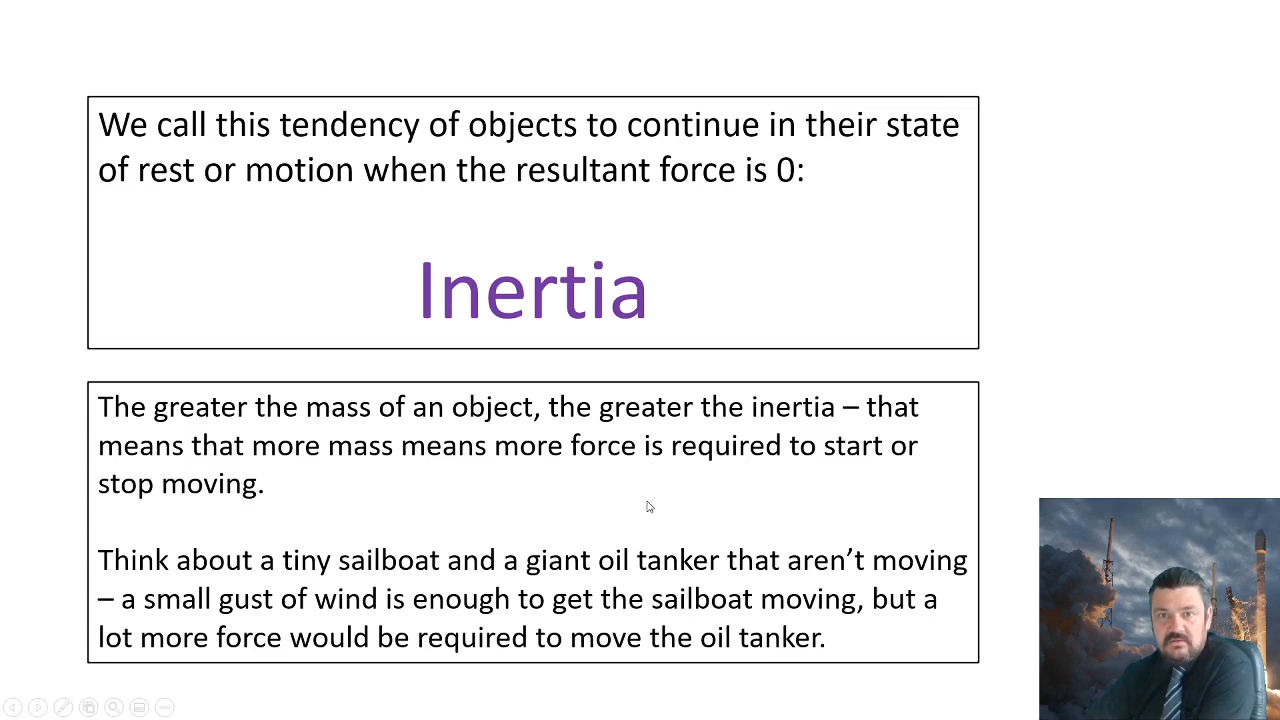 We call this tendency of objects to continue in their state
of rest or motion when the resultant force is 0:
Inertia
The greater the mass of an object, the greater the inertia – that
means that more mass means more force is required to start or
stop moving.
Think about a tiny sailboat and a giant oil tanker that aren’t moving
– a small gust of wind is enough to get the sailboat moving, but a
lot more force would be required to move the oil tanker.